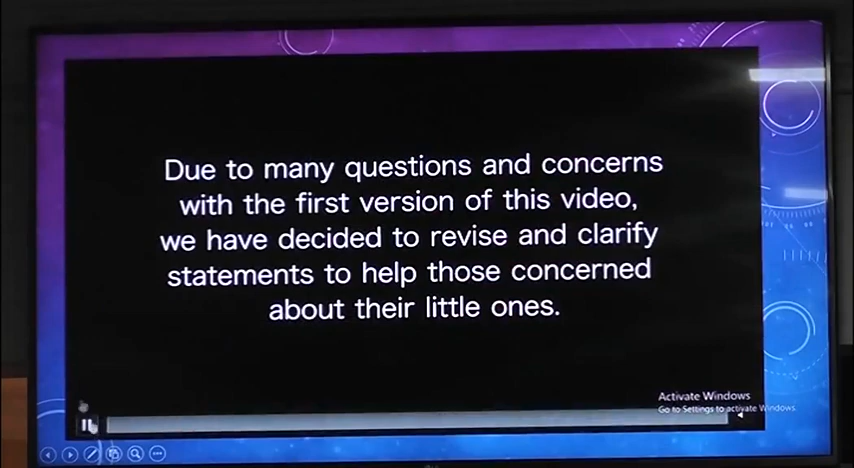 Due to many questions and concerns
with the first version of this video,
we have decided to revise and clarify
statements to help those concerned
about their little ones.
Activate Windows
Go to Settings to activate Windows.